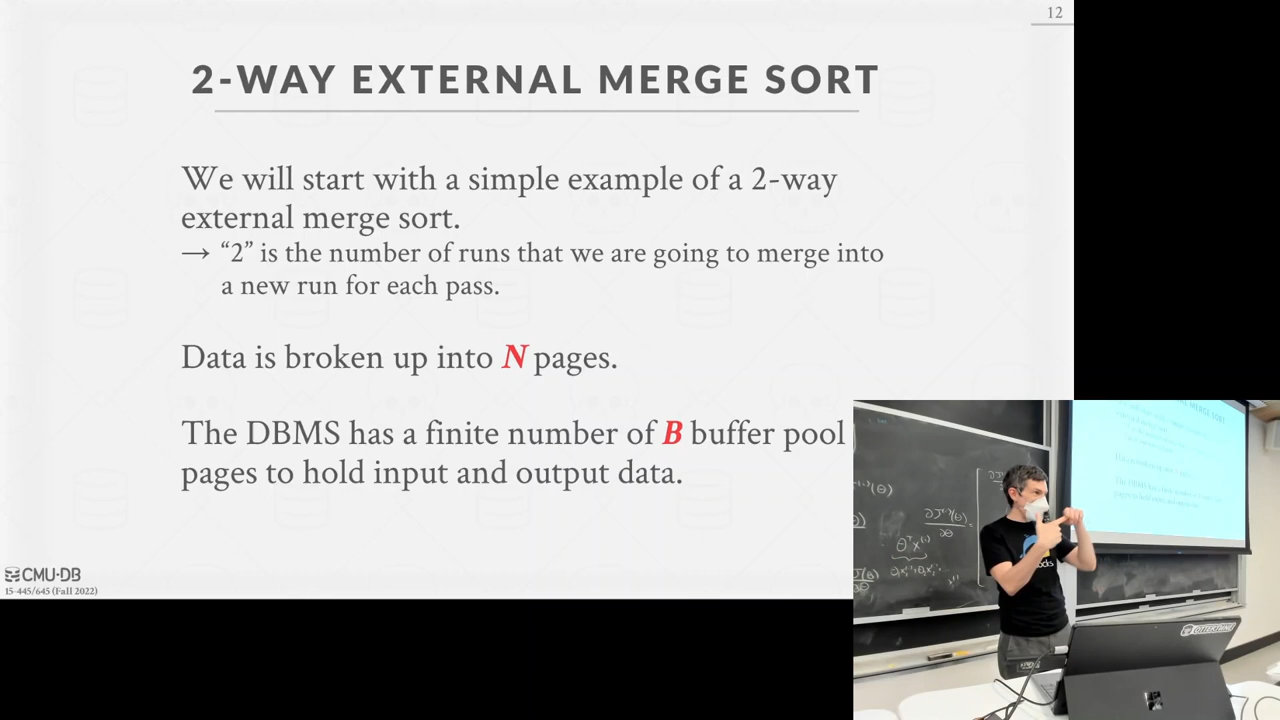 12
2-WAY EXTERNAL MERGE SORT
We will start with a simple example of a 2-way
external merge sort.
→ “2” is the number of runs that we are going to merge into
a new run for each pass.
Data is broken up into N pages.
The DBMS has a finite number of B buffer pool
pages to hold input and output data.
CMU·DB
15-445/645 (Fall 2022)